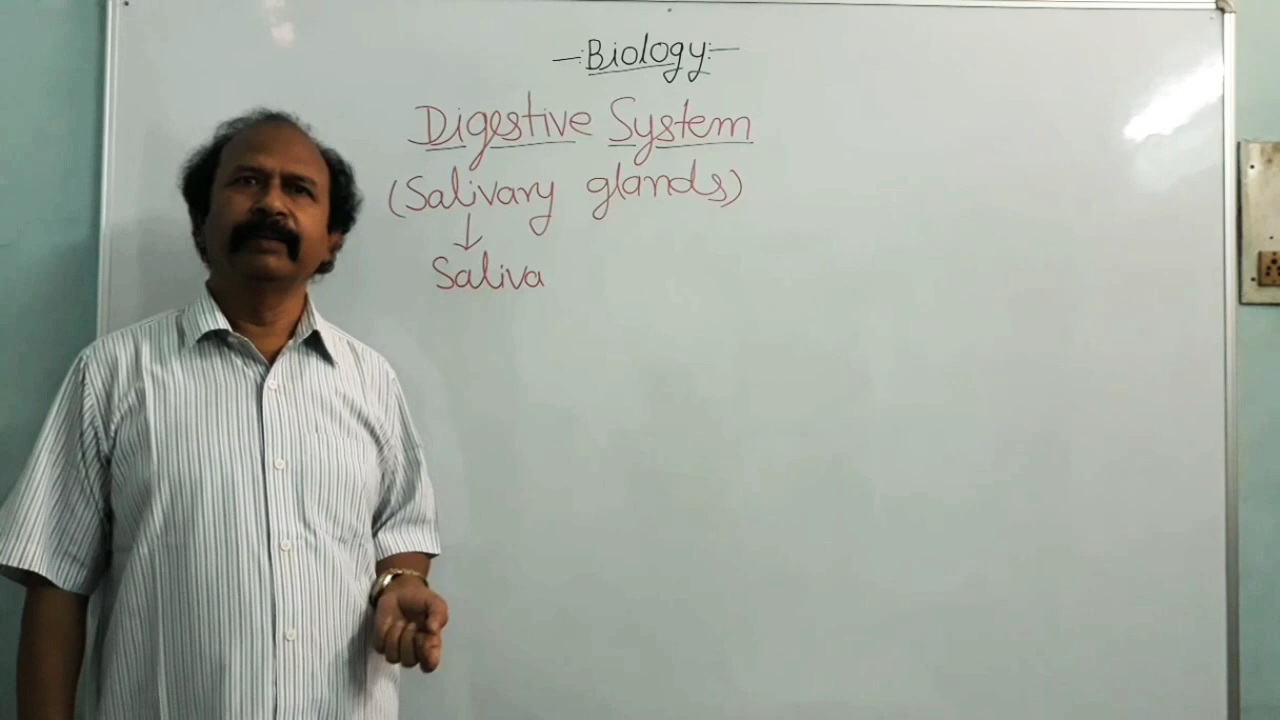 -:Biology:-
Digestive System
(Salivary glands)
↓
Saliva